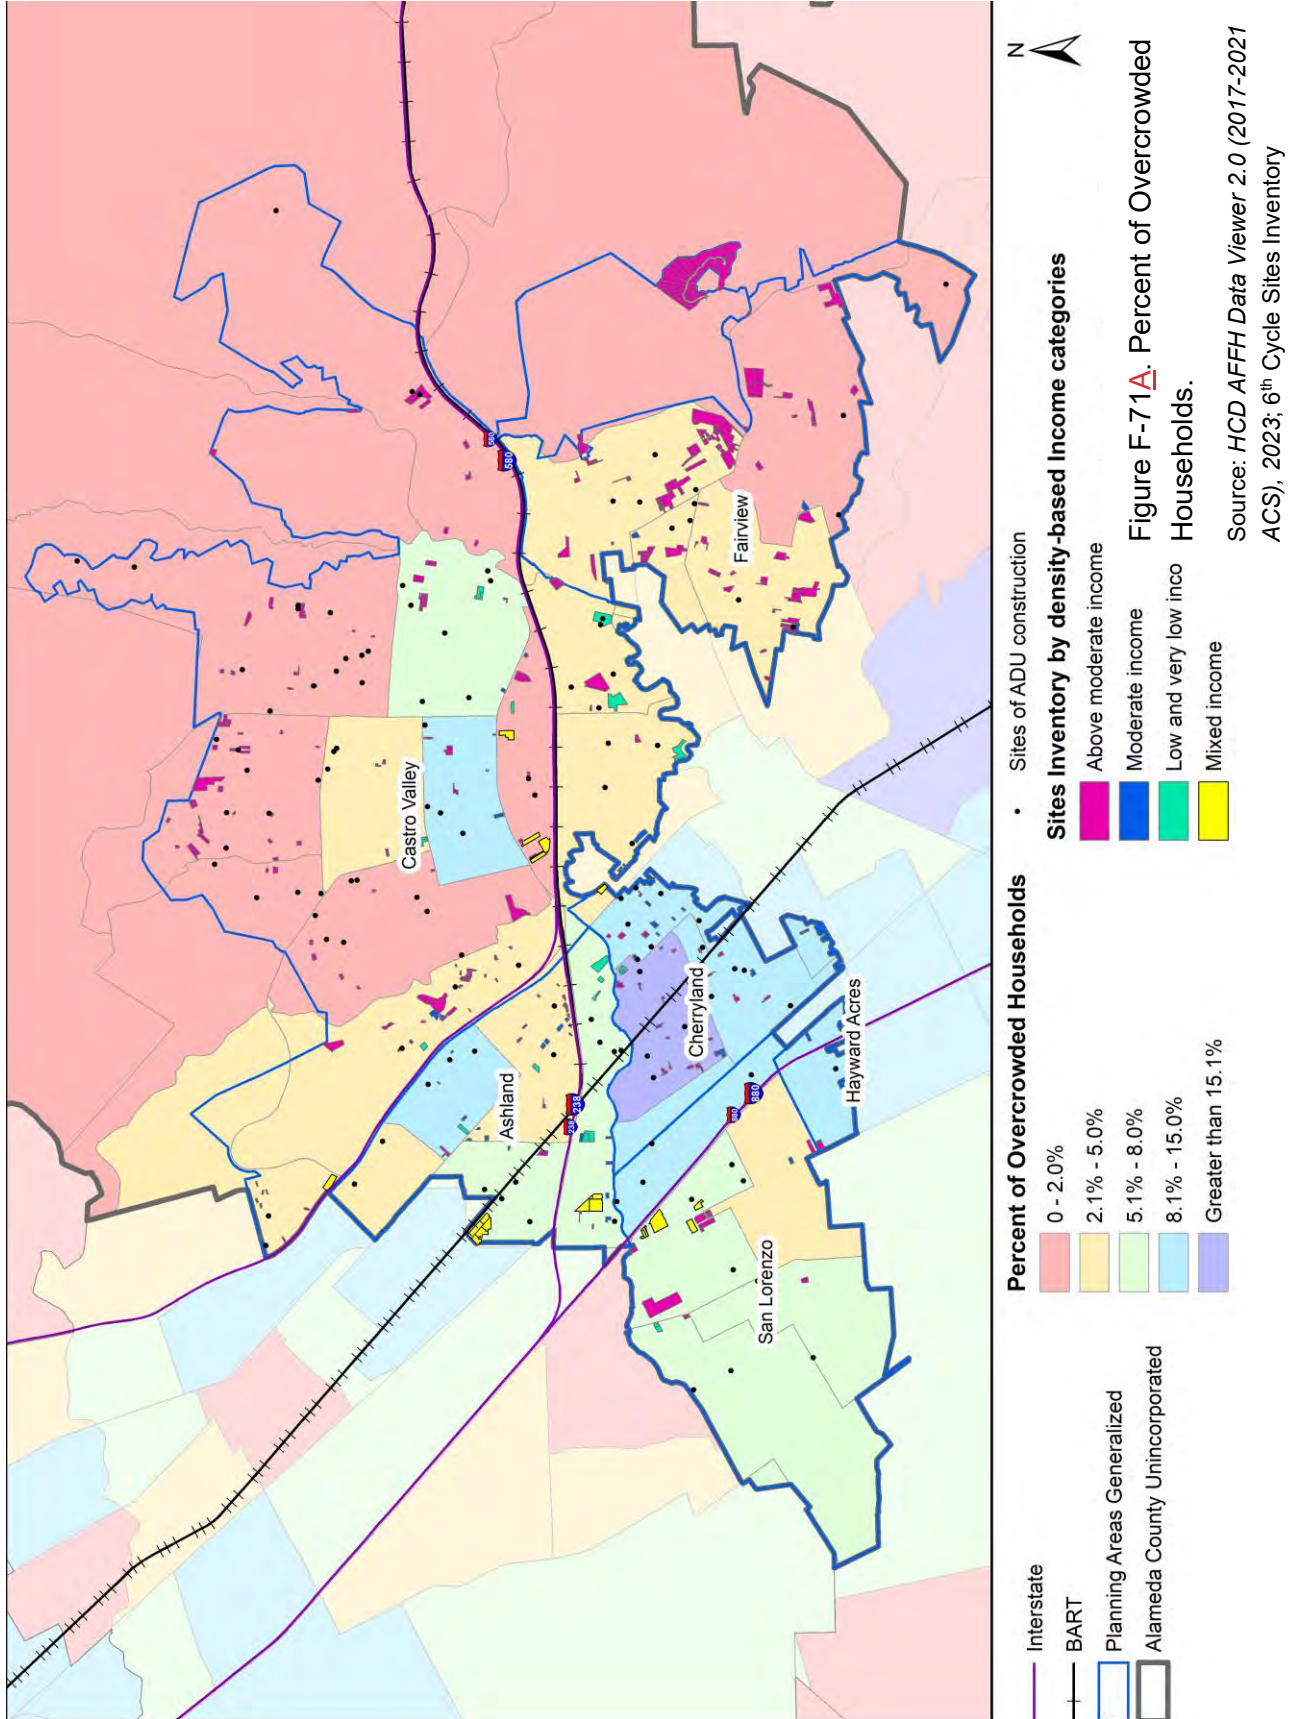 Castro Valley
Ashland
Cherryland
Fairview
San Lorenzo
Hayward Acres
580
580
238
238
880
880
Interstate
BART
Planning Areas Generalized
Alameda County Unincorporated
Percent of Overcrowded Households
0 - 2.0%
2.1% - 5.0%
5.1% - 8.0%
8.1% - 15.0%
Greater than 15.1%
Sites of ADU construction
Sites Inventory by density-based Income categories
Above moderate income
Moderate income
Low and very low inco
Mixed income
N
Figure F-71A. Percent of Overcrowded
Households.
Source: HCD AFFH Data Viewer 2.0 (2017-2021
ACS), 2023; 6th Cycle Sites Inventory